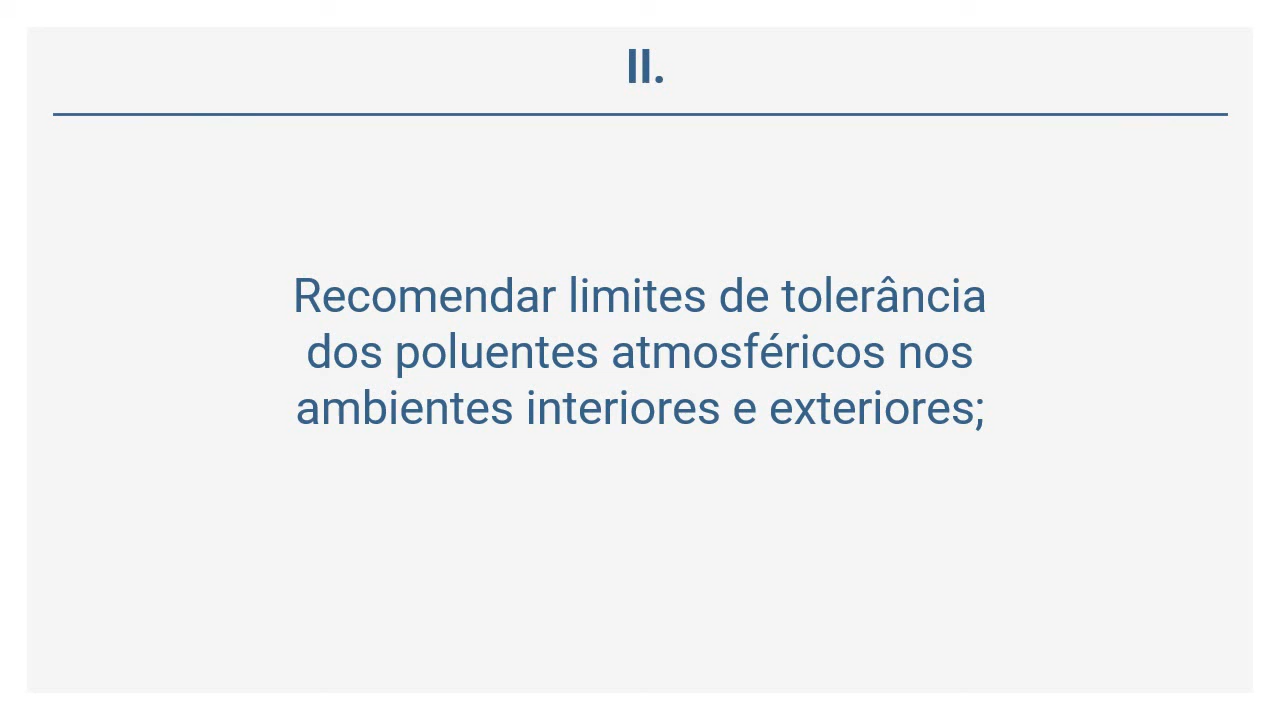 II.
Recomendar limites de tolerância
dos poluentes atmosféricos nos
ambientes interiores e exteriores;